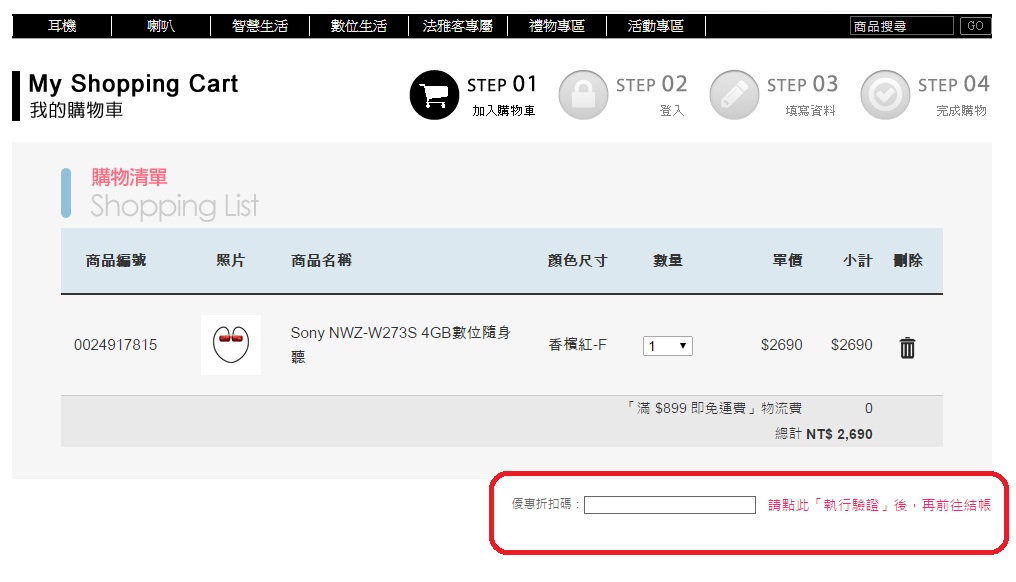 耳機 喇叭 智慧生活 數位生活 法雅客專屬 禮物專區 活動專區 商品搜尋 GO
My Shopping Cart
我的購物車
STEP 01
加入購物車
STEP 02
登入
STEP 03
填寫資料
STEP 04
完成購物
購物清單
Shopping List
商品編號 照片 商品名稱 顏色尺寸 數量 單價 小計 刪除
0024917815 Sony NWZ-W273S 4GB數位隨身
聽 香檳紅-F 1 $2690 $2690
「滿 $899 即免運費」物流費 0
總計 NT$ 2,690
優惠折扣碼： 請點此「執行驗證」後，再前往結帳